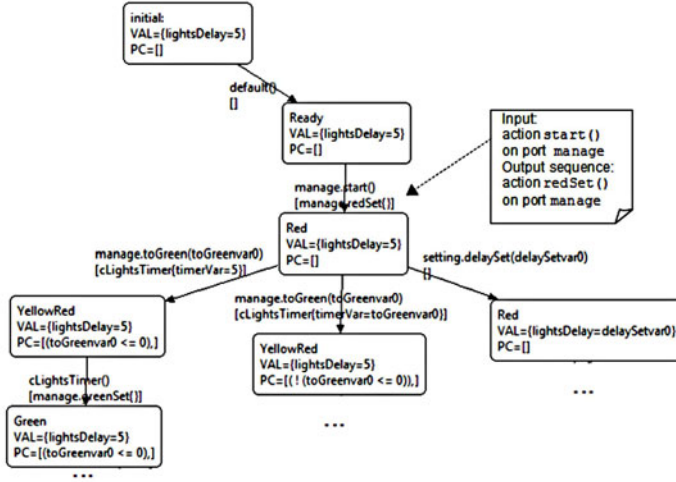 initial:
VAL={lightsDelay=5}
PC=[]
default()
[]
Ready
VAL={lightsDelay=5}
PC=[]
Input:
action start()
on port manage
Output sequence:
action redSet()
on port manage
manage.start()
[manage.redSet()]
Red
VAL={lightsDelay=5}
PC=[]
manage.toGreen(toGreenvar0)
[cLightsTimer{timerVar=5}]
manage.toGreen(toGreenvar0)
[cLightsTimer{timerVar=toGreenvar0}]
setting.delaySet(delaySetvar0)
[]
YellowRed
VAL={lightsDelay=5}
PC=[(toGreenvar0 <= 0),]
YellowRed
VAL={lightsDelay=5}
PC=[( ! (toGreenvar0 <= 0)),]
Red
VAL={lightsDelay=delaySetvar0}
PC=[]
cLightsTimer()
[manage.greenSet()]
Green
VAL={lightsDelay=5}
PC=[(toGreenvar0 <= 0),]
...
...
...